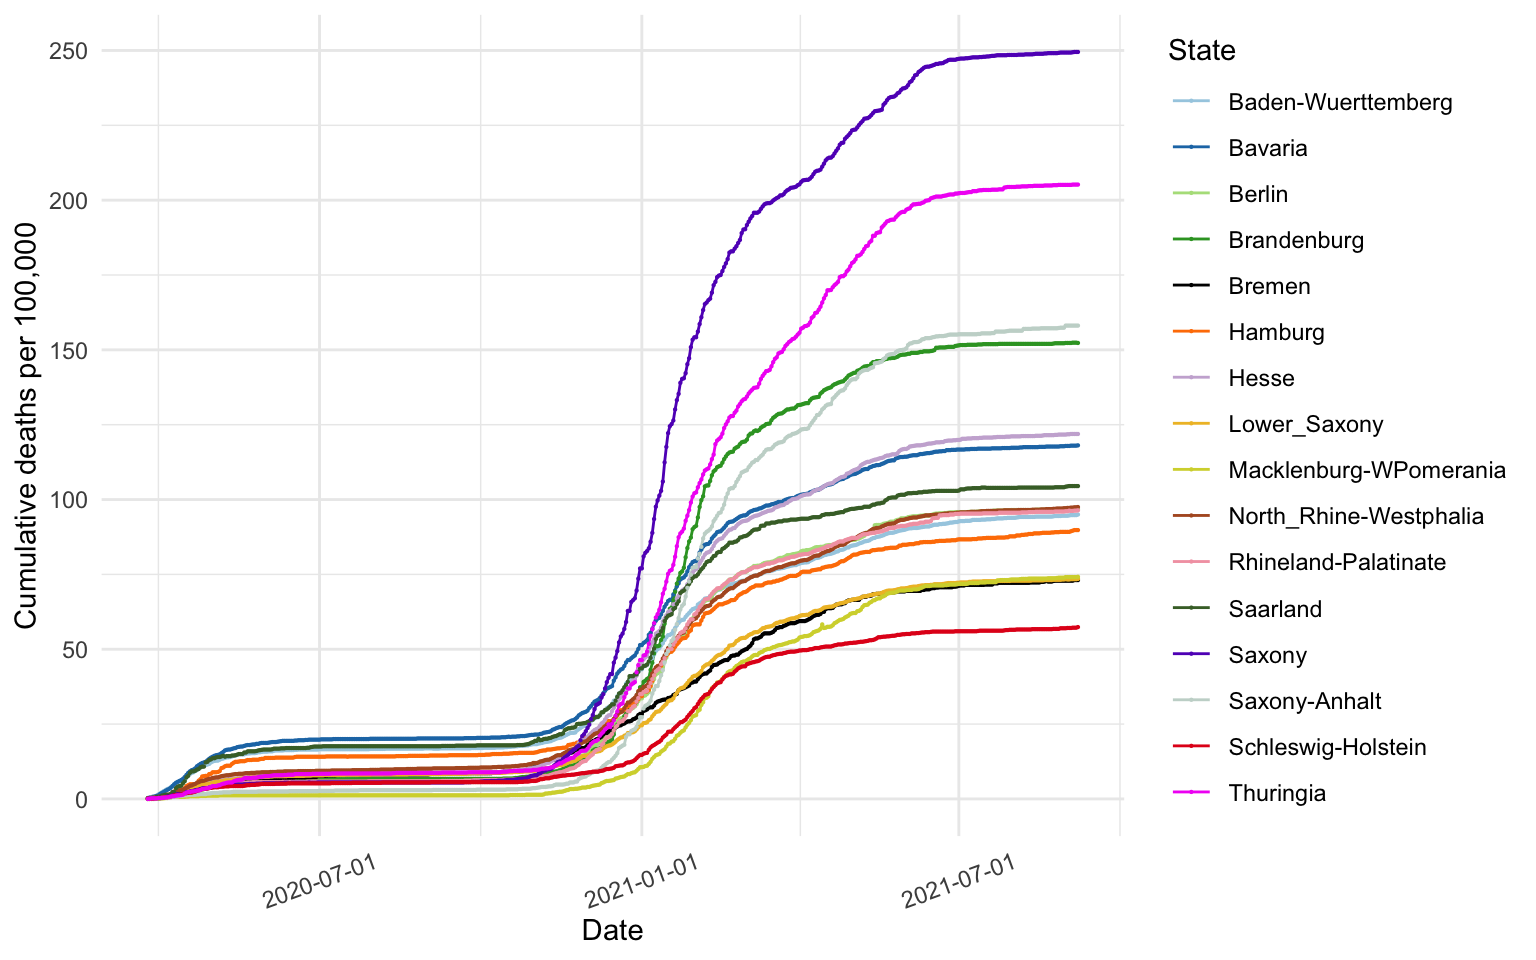 250
200
150
100
50
0
Cumulative deaths per 100,000
2020-07-01
2021-01-01
2021-07-01
Date
State
Baden-Wuerttemberg
Bavaria
Berlin
Brandenburg
Bremen
Hamburg
Hesse
Lower_Saxony
Macklenburg-WPomerania
North_Rhine-Westphalia
Rhineland-Palatinate
Saarland
Saxony
Saxony-Anhalt
Schleswig-Holstein
Thuringia